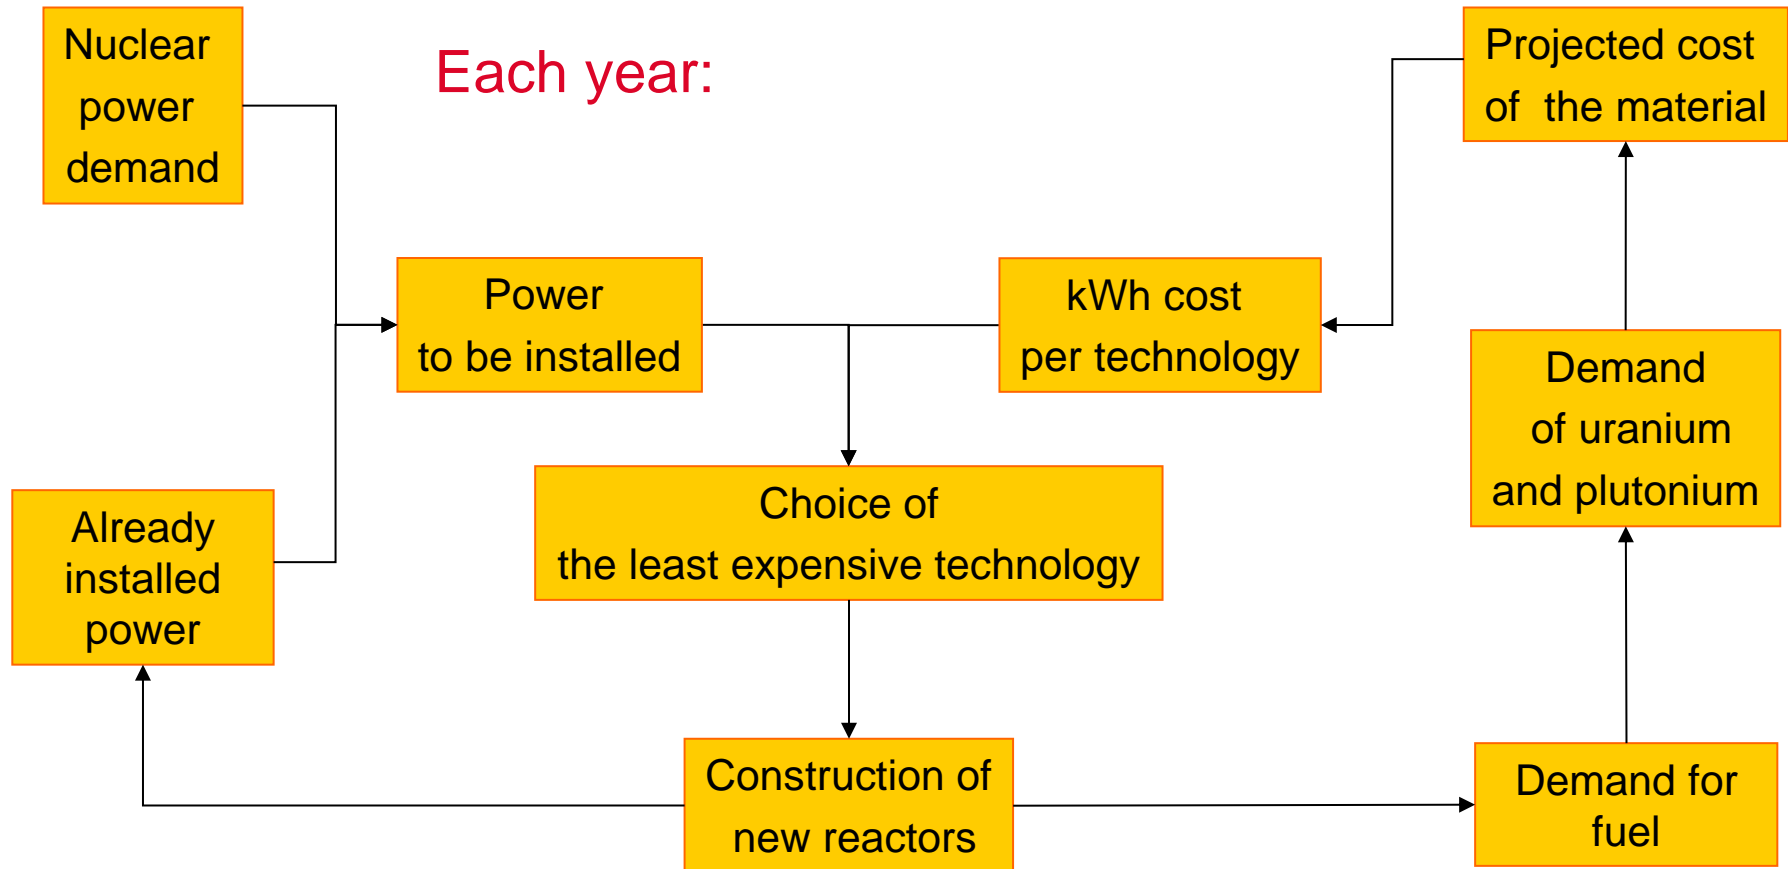 Nuclear
power
demand
Each year:
Projected cost
of the material
Power
to be installed
kWh cost
per technology
Demand
of uranium
and plutonium
Already
installed
power
Choice of
the least expensive technology
Construction of
new reactors
Demand for
fuel